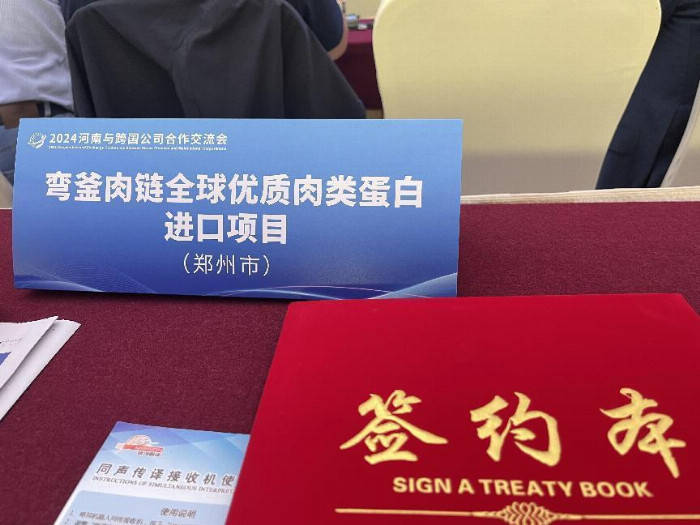 2024河南与跨国公司合作交流会
弯釜肉链全球优质肉类蛋白
进口项目
（郑州市）
签约本
SIGN A TREATY BOOK
同声传译接收机使
INSTRUCTIONS OF SIMULTANEOUS INTERPRET
使用说明